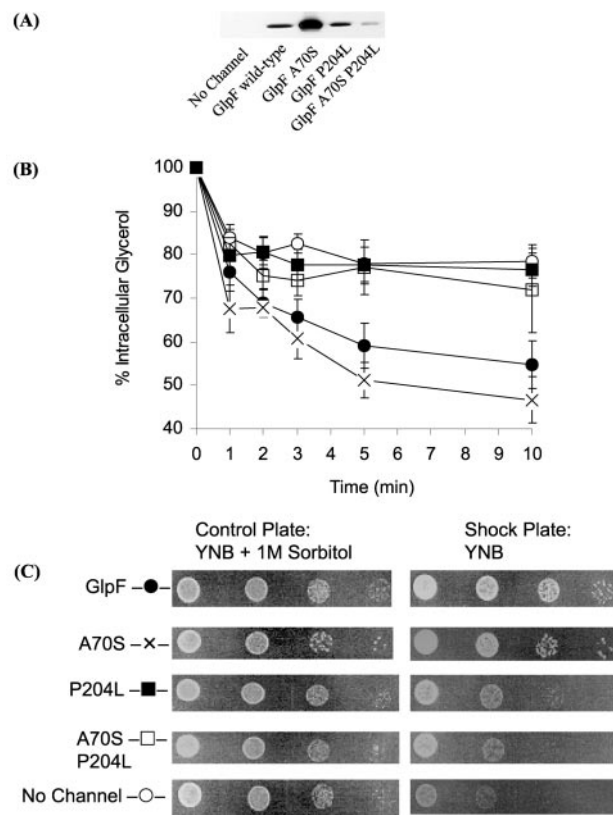 (A)
No Channel
GlpF wild-type
GlpF A70S
GlpF P204L
GlpF A70S P204L
(B)
% Intracellular Glycerol
100
90
80
70
60
50
40
0 1 2 3 4 5 6 7 8 9 10
Time (min)
(C)
Control Plate:
YNB + 1M Sorbitol
Shock Plate:
YNB
GlpF
A70S
P204L
A70S
P204L
No Channel